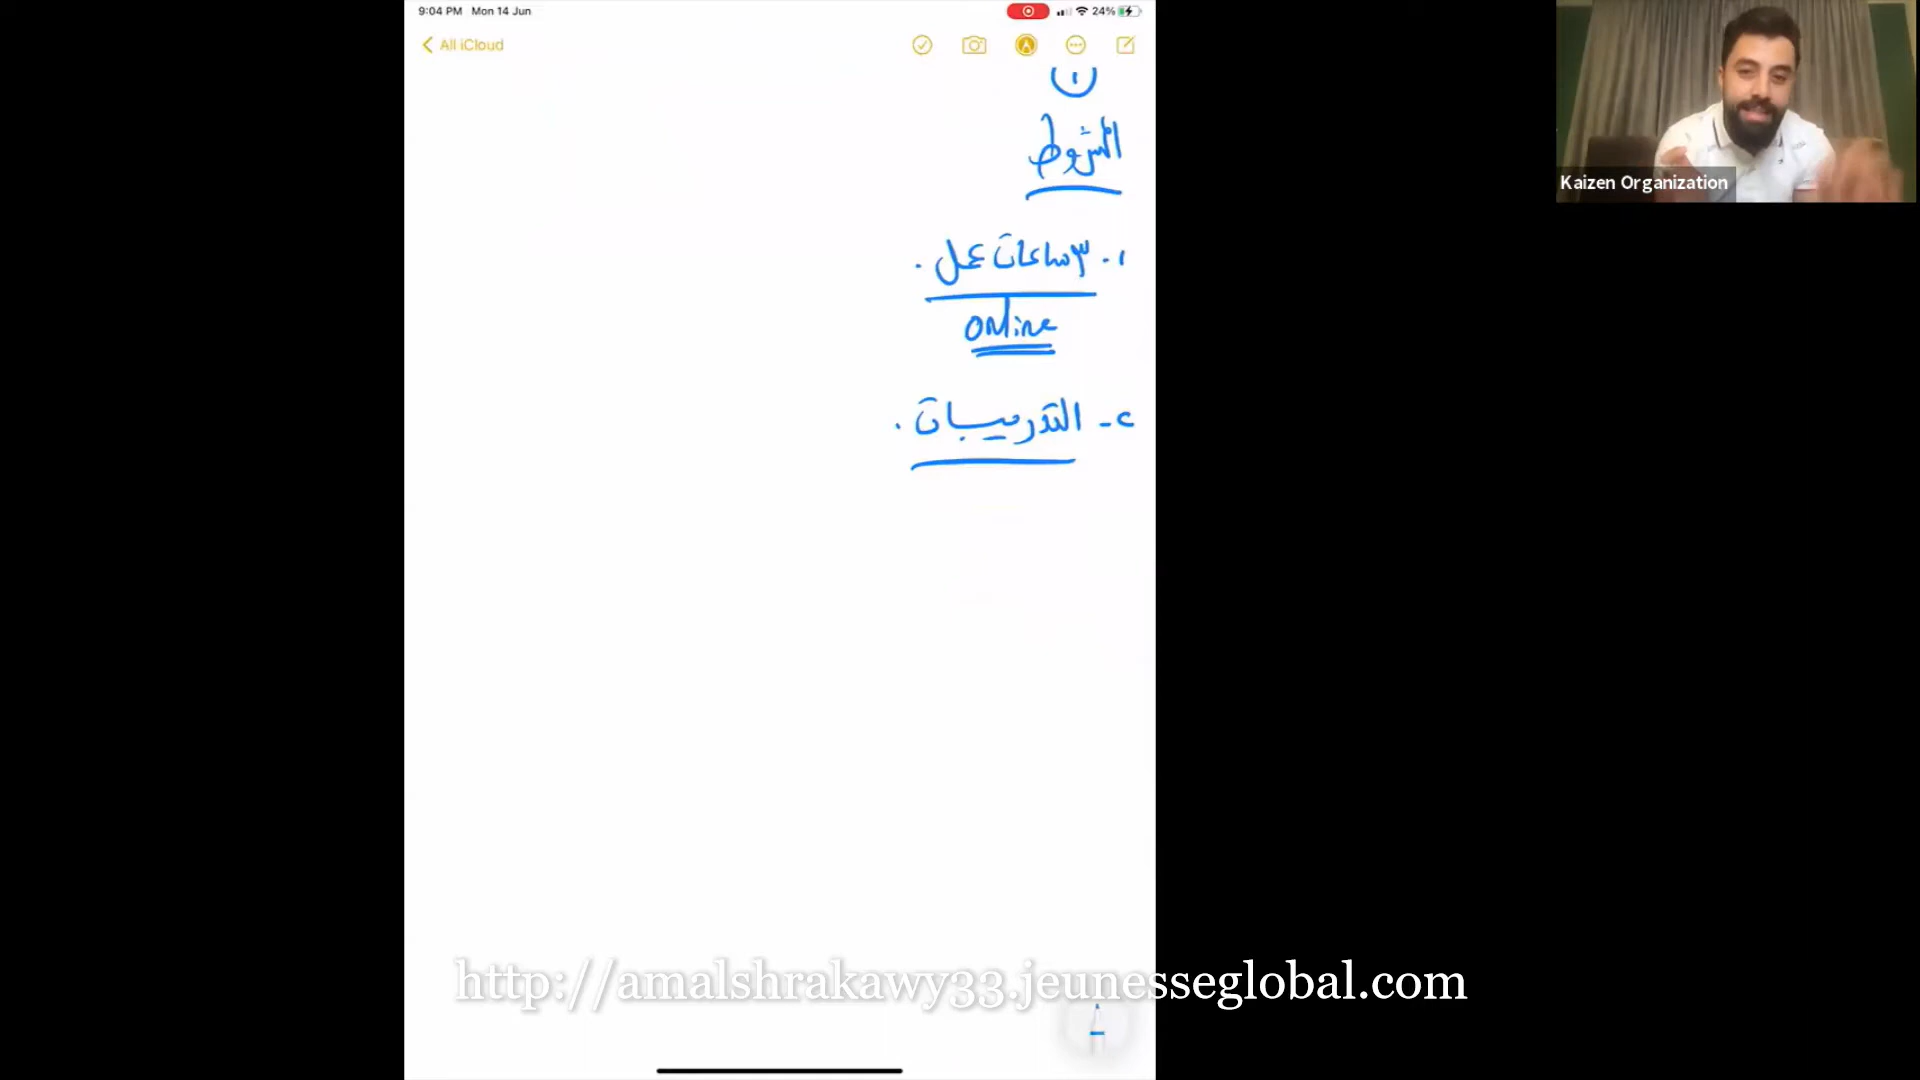 9:04 PM Mon 14 Jun
24%
All iCloud
١
الشروط
١ - ٣ ساعات عمل .
online
٢ - التدريبات .
Kaizen Organization
http://amalshrakawy33.jeunesseglobal.com